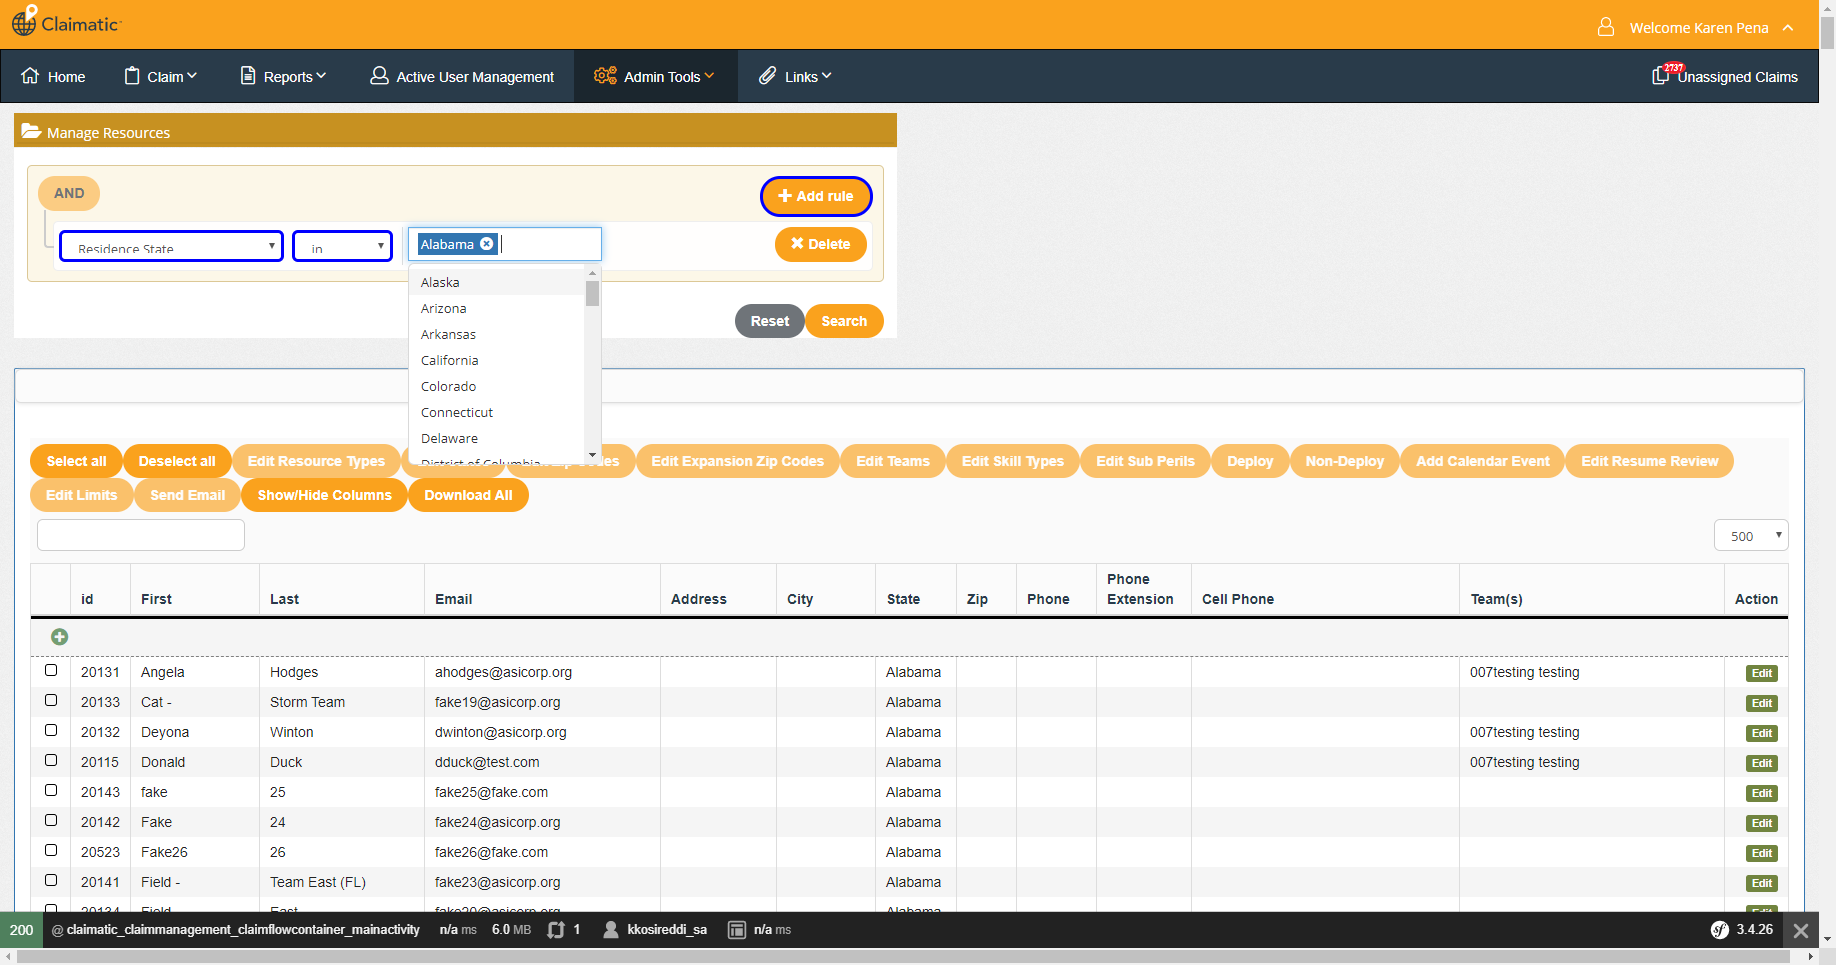 Claimatic
Welcome Karen Pena
Home
Claim
Reports
Active User Management
Admin Tools
Links
2737
Unassigned Claims
Manage Resources
AND
Add rule
Residence State
in
Alabama
Delete
Alaska
Arizona
Arkansas
California
Colorado
Connecticut
Delaware
District of Columbia
Reset
Search
Select all Deselect all Edit Resource Types Edit Expansion Zip Codes Edit Teams Edit Skill Types Edit Sub Perils Deploy Non-Deploy Add Calendar Event Edit Resume Review
Edit Limits Send Email Show/Hide Columns Download All
500
id First Last Email Address City State Zip Phone Phone Extension Cell Phone Team(s) Action
20131 Angela Hodges ahodges@asicorp.org Alabama 007testing testing Edit
20133 Cat - Storm Team fake19@asicorp.org Alabama Edit
20132 Deyona Winton dwinton@asicorp.org Alabama 007testing testing Edit
20115 Donald Duck dduck@test.com Alabama 007testing testing Edit
20143 fake 25 fake25@fake.com Alabama Edit
20142 Fake 24 fake24@asicorp.org Alabama Edit
20523 Fake26 26 fake26@fake.com Alabama Edit
20141 Field - Team East (FL) fake23@asicorp.org Alabama Edit
200 @ claimatic_claimmanagement_claimflowcontainer_mainactivity n/a ms 6.0 MB 1 kkosireddi_sa n/a ms sf 3.4.26